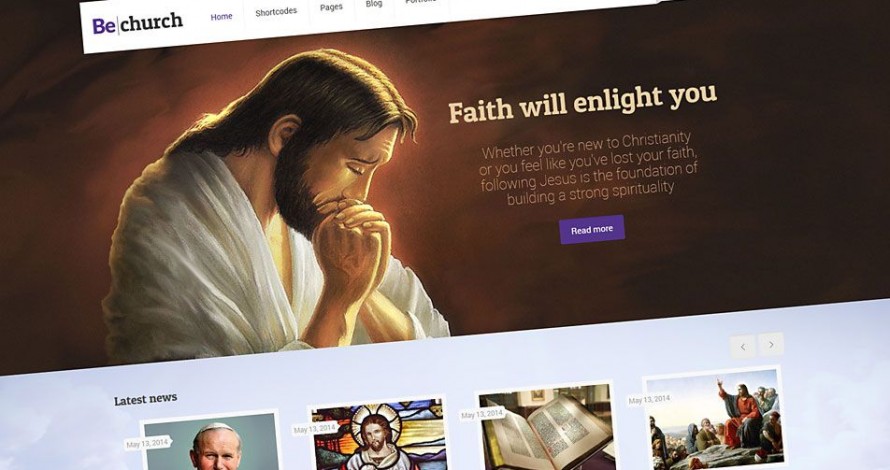 Be church
Home
Shortcodes
Pages
Blog
Faith will enlight you
Whether you're new to Christianity
or you feel like you've lost your faith,
following Jesus is the foundation of
building a strong spirituality
Read more
Latest news
May 13, 2014
May 13, 2014
May 13, 2014
May 13, 2014